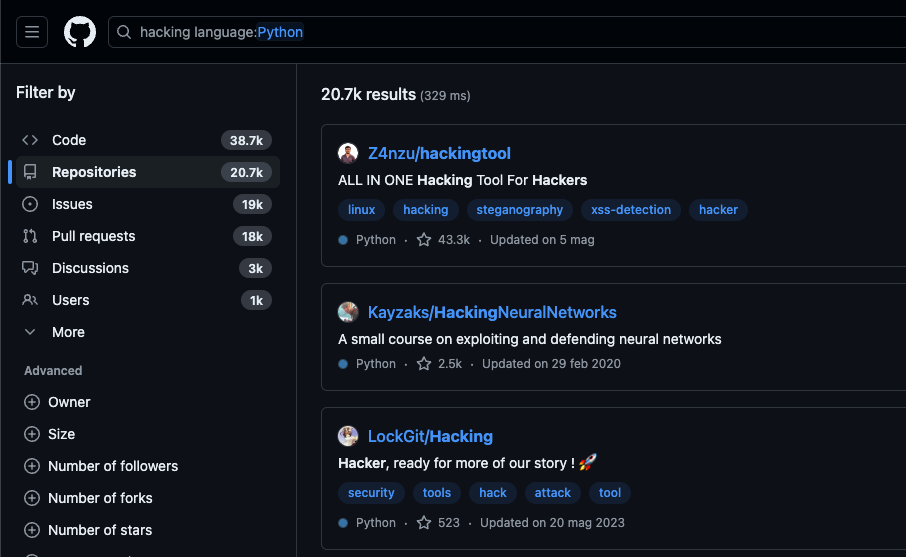 hacking language:Python
Filter by
Code 38.7k
Repositories 20.7k
Issues 19k
Pull requests 18k
Discussions 3k
Users 1k
More
Advanced
Owner
Size
Number of followers
Number of forks
Number of stars
20.7k results (329 ms)
Z4nzu/hackingtool
ALL IN ONE Hacking Tool For Hackers
linux hacking steganography xss-detection hacker
Python · 43.3k · Updated on 5 mag
Kayzaks/HackingNeuralNetworks
A small course on exploiting and defending neural networks
Python · 2.5k · Updated on 29 feb 2020
LockGit/Hacking
Hacker, ready for more of our story ! 🚀
security tools hack attack tool
Python · 523 · Updated on 20 mag 2023